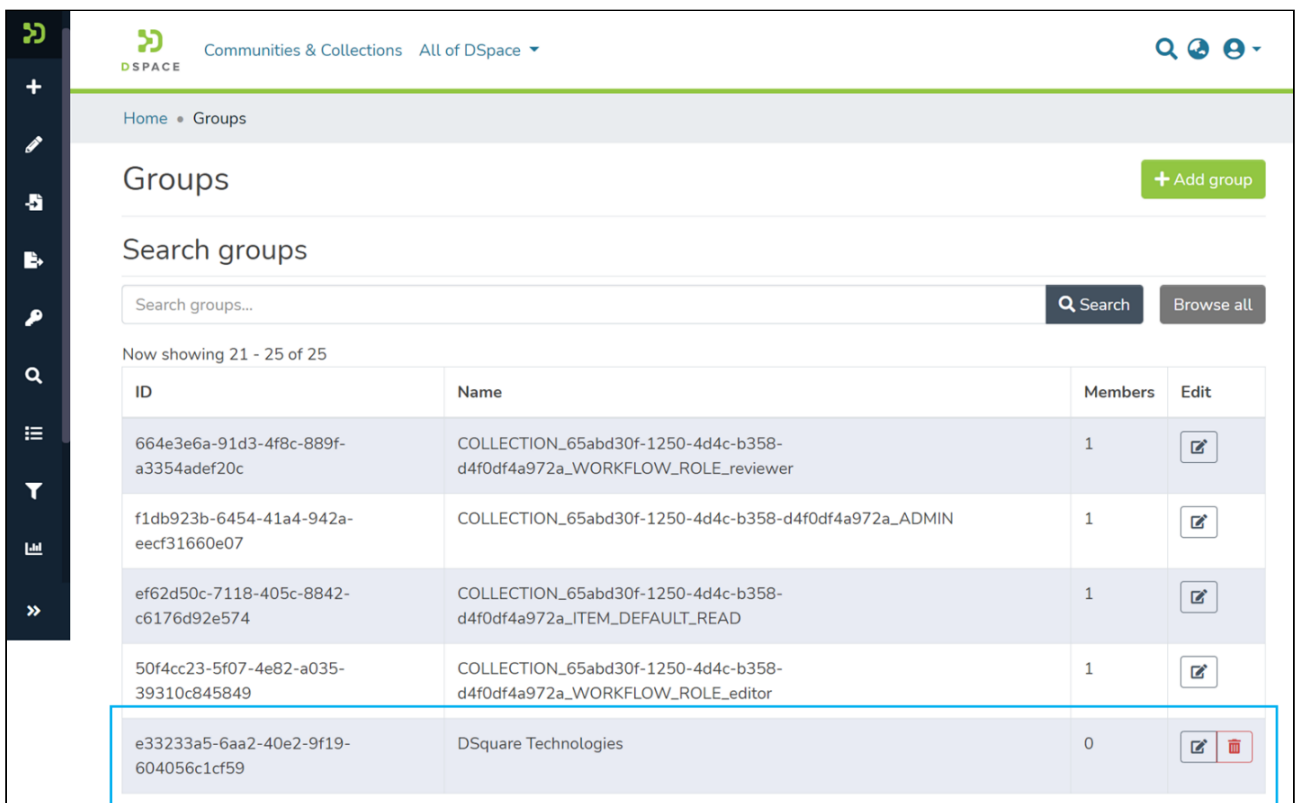 DSPACE
Communities & Collections All of DSpace
Home • Groups
Groups
+ Add group
Search groups
Search groups...
Search
Browse all
Now showing 21 - 25 of 25
ID Name Members Edit
664e3e6a-91d3-4f8c-889f-
a3354adef20c
COLLECTION_65abd30f-1250-4d4c-b358-
d4f0df4a972a_WORKFLOW_ROLE_reviewer
1
f1db923b-6454-41a4-942a-
eecf31660e07
COLLECTION_65abd30f-1250-4d4c-b358-d4f0df4a972a_ADMIN
1
ef62d50c-7118-405c-8842-
c6176d92e574
COLLECTION_65abd30f-1250-4d4c-b358-
d4f0df4a972a_ITEM_DEFAULT_READ
1
50f4cc23-5f07-4e82-a035-
39310c845849
COLLECTION_65abd30f-1250-4d4c-b358-
d4f0df4a972a_WORKFLOW_ROLE_editor
1
e33233a5-6aa2-40e2-9f19-
604056c1cf59
DSquare Technologies
0